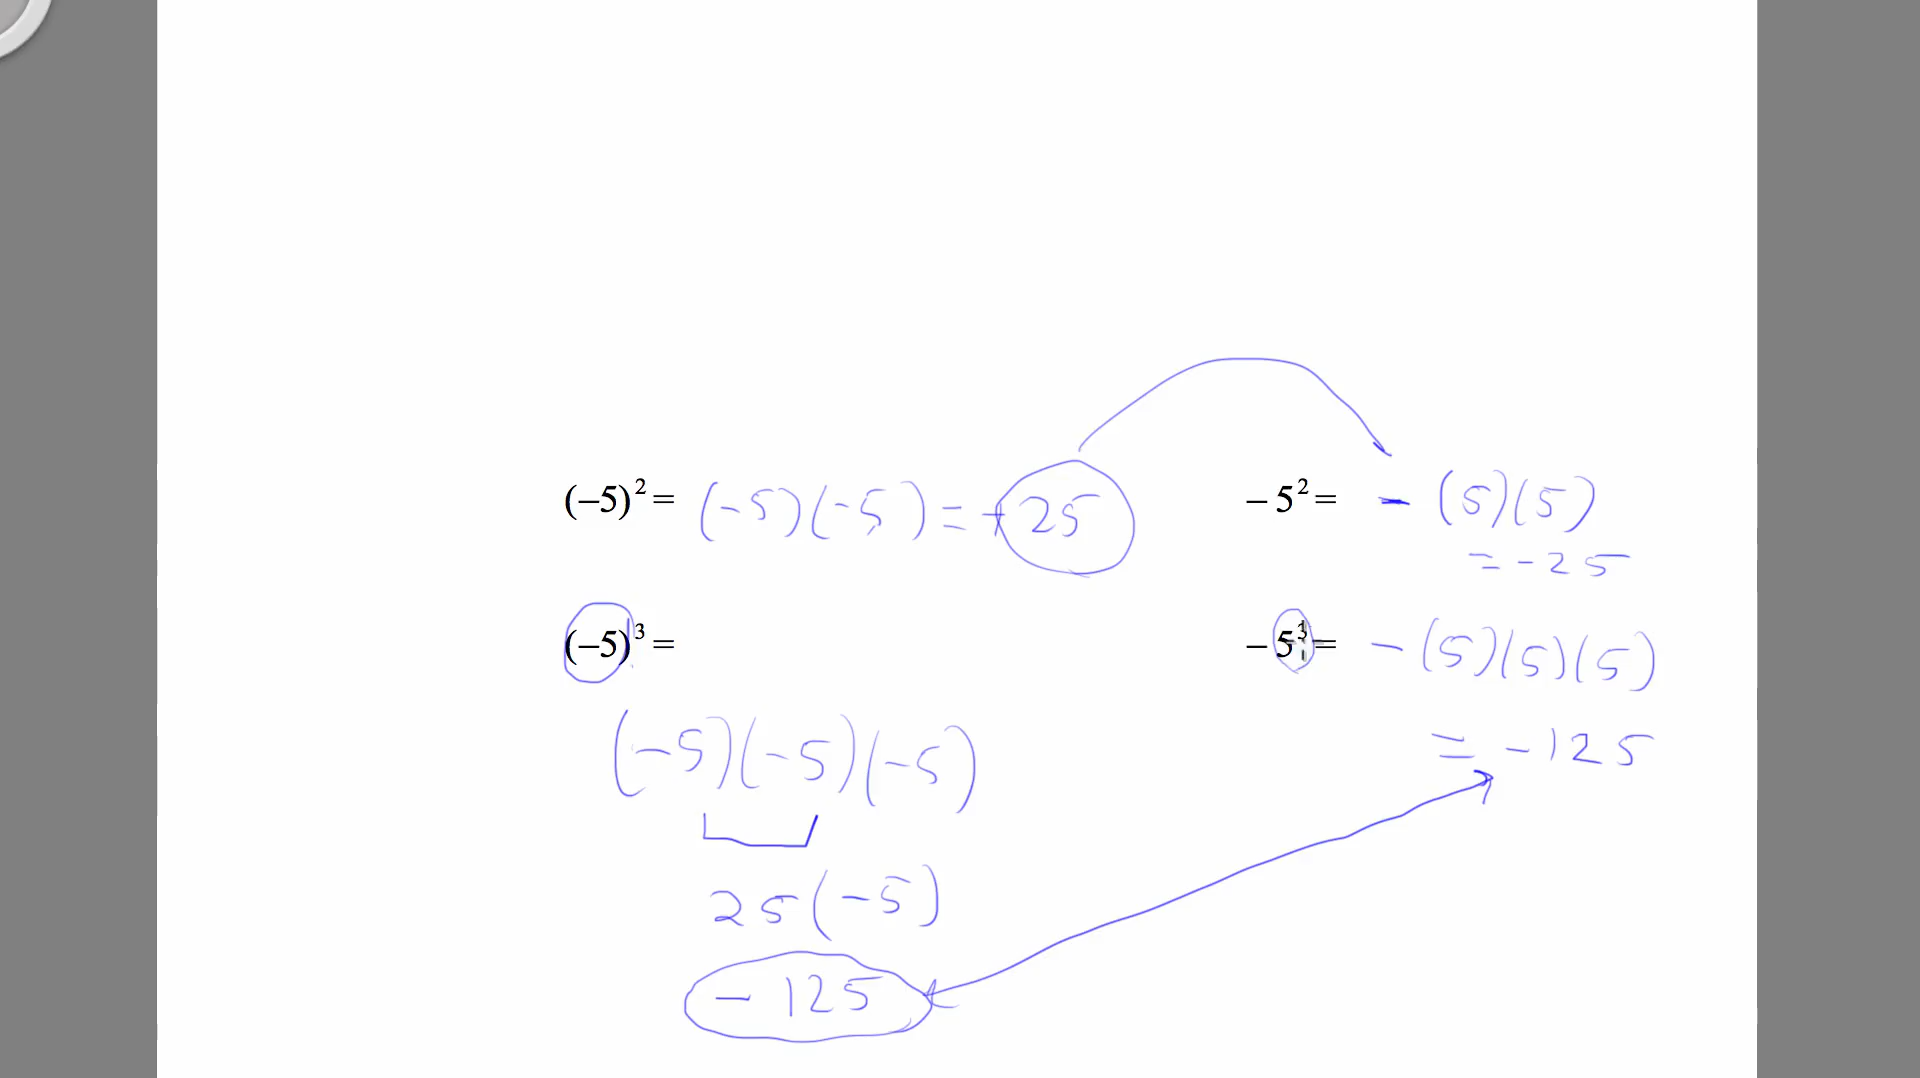 (−5)² = (-5)(-5) = +25
− 5² = - (5)(5)
= -25
(−5)³ =
− 5³ = - (5)(5)(5)
= -125
(-5)(-5)(-5)
25(-5)
- 125